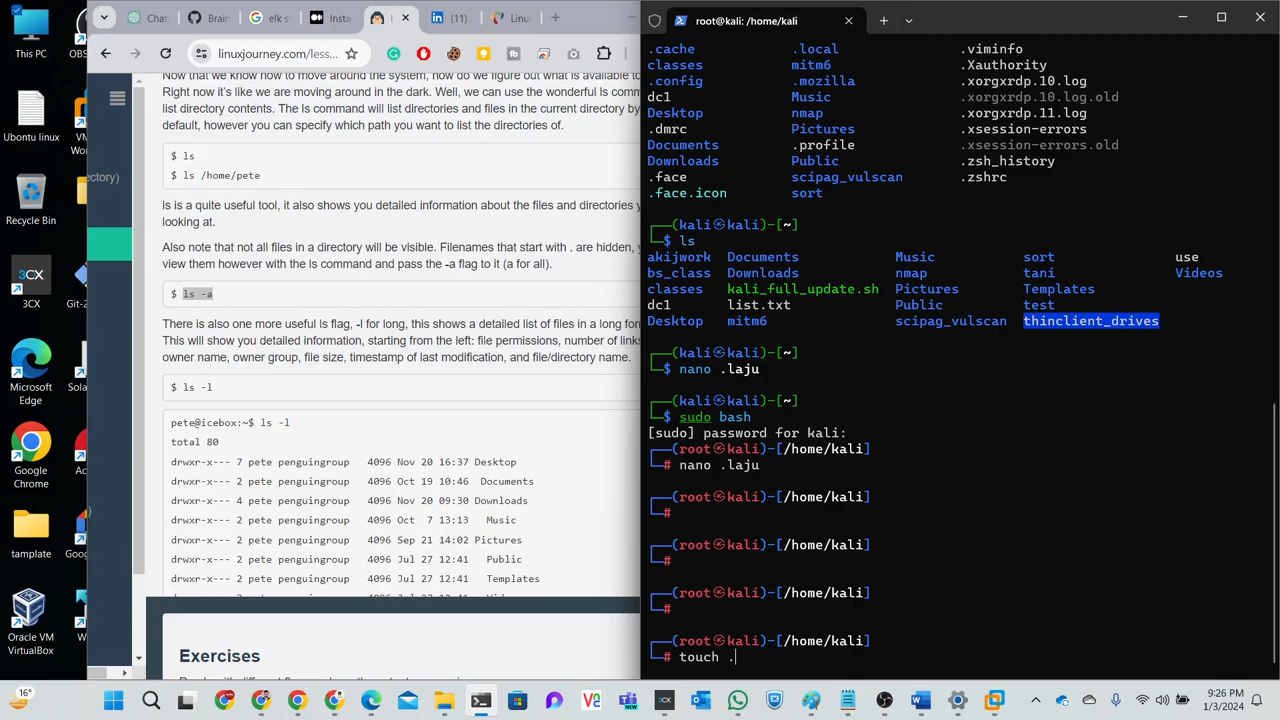 This PC
OBS
Ubuntu linux
VM
Wor
Recycle Bin
3CX
Git-2
Microsoft
Edge
Sola
Google
Chrome
Ac
tamplate
Goog
Oracle VM
VirtualBox
W
Chat
Brain
elk s
Insta
(11)
Linu
linuxjourney.com/less...
ectory)
Now that we know how to move around the system, how do we figure out what is available to
Right now it's like we are moving around in the dark. Well, we can use the wonderful ls comm
list directory contents. The ls command will list directories and files in the current directory by
default, however you can specify which path you want to list the directories of.
$ ls
$ ls /home/pete
ls is a quite useful tool, it also shows you detailed information about the files and directories y
looking at.
Also note that not all files in a directory will be visible. Filenames that start with . are hidden, y
view them however with the ls command and pass the -a flag to it (a for all).
$ ls -a
There is also one more useful ls flag, -l for long, this shows a detailed list of files in a long for
This will show you detailed information, starting from the left: file permissions, number of links
owner name, owner group, file size, timestamp of last modification, and file/directory name.
$ ls -l
pete@icebox:~$ ls -l
total 80
drwxr-x--- 7 pete penguingroup 4096 Nov 20 16:37 Desktop
drwxr-x--- 2 pete penguingroup 4096 Oct 19 10:46 Documents
drwxr-x--- 4 pete penguingroup 4096 Nov 20 09:30 Downloads
drwxr-x--- 2 pete penguingroup 4096 Oct 7 13:13 Music
drwxr-x--- 2 pete penguingroup 4096 Sep 21 14:02 Pictures
drwxr-x--- 2 pete penguingroup 4096 Jul 27 12:41 Public
drwxr-x--- 2 pete penguingroup 4096 Jul 27 12:41 Templates
Exercises
root@kali: /home/kali
.cache .local .viminfo
classes mitm6 .Xauthority
.config .mozilla .xorgxrdp.10.log
dc1 Music .xorgxrdp.10.log.old
Desktop nmap .xorgxrdp.11.log
.dmrc Pictures .xsession-errors
Documents .profile .xsession-errors.old
Downloads Public .zsh_history
.face scipag_vulscan .zshrc
.face.icon sort
┌──(kali㉿kali)-[~]
└─$ ls
akijwork Documents Music sort use
bs_class Downloads nmap tani Videos
classes kali_full_update.sh Pictures Templates
dc1 list.txt Public test
Desktop mitm6 scipag_vulscan thinclient_drives
┌──(kali㉿kali)-[~]
└─$ nano .laju
┌──(kali㉿kali)-[~]
└─$ sudo bash
[sudo] password for kali:
┌──(root㉿kali)-[/home/kali]
└─# nano .laju
┌──(root㉿kali)-[/home/kali]
└─#
┌──(root㉿kali)-[/home/kali]
└─#
┌──(root㉿kali)-[/home/kali]
└─#
┌──(root㉿kali)-[/home/kali]
└─# touch .
16°
9:26 PM
1/3/2024